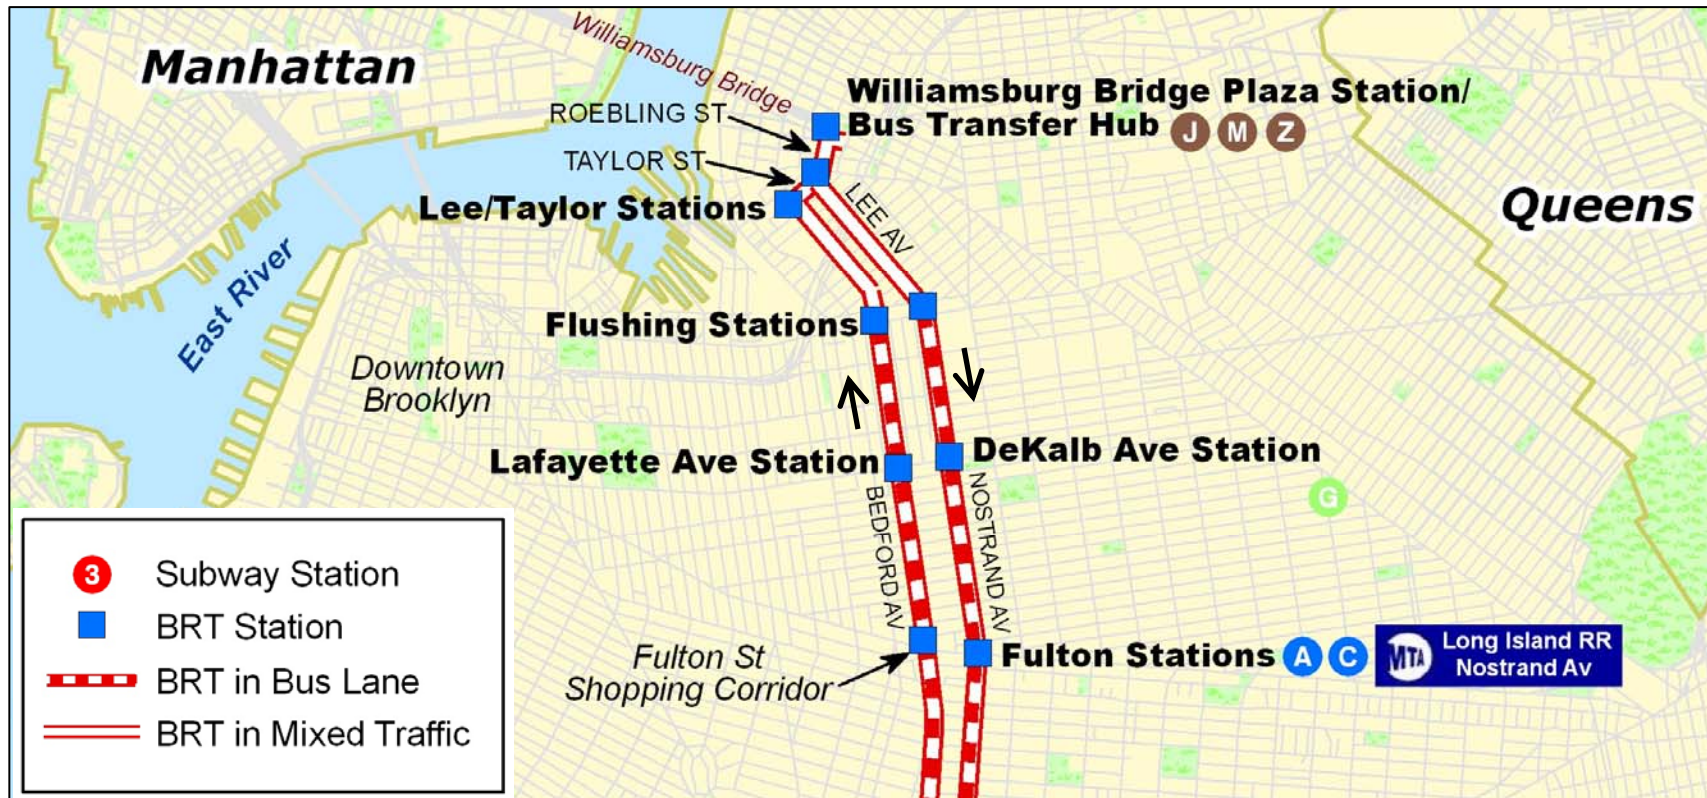 Manhattan
Williamsburg Bridge
ROEBLING ST
TAYLOR ST
Williamsburg Bridge Plaza Station/
Bus Transfer Hub J M Z
Lee/Taylor Stations
LEE AV
Queens
East River
Flushing Stations
Downtown
Brooklyn
Lafayette Ave Station
DeKalb Ave Station
BEDFORD AV
NOSTRAND AV
G
Fulton St
Shopping Corridor
Fulton Stations A C
MTA
Long Island RR
Nostrand Av
3 Subway Station
BRT Station
BRT in Bus Lane
BRT in Mixed Traffic